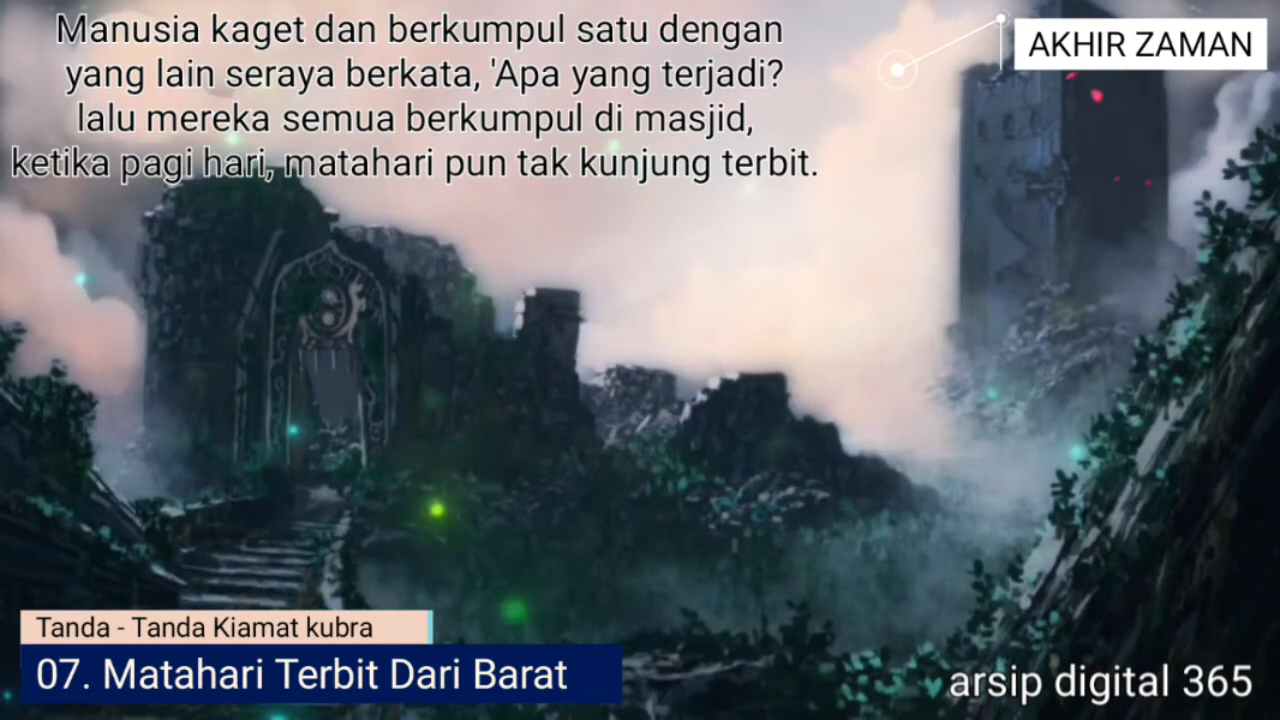 Manusia kaget dan berkumpul satu dengan
yang lain seraya berkata, 'Apa yang terjadi?
lalu mereka semua berkumpul di masjid,
ketika pagi hari, matahari pun tak kunjung terbit.
AKHIR ZAMAN
Tanda - Tanda Kiamat kubra
07. Matahari Terbit Dari Barat
arsip digital 365